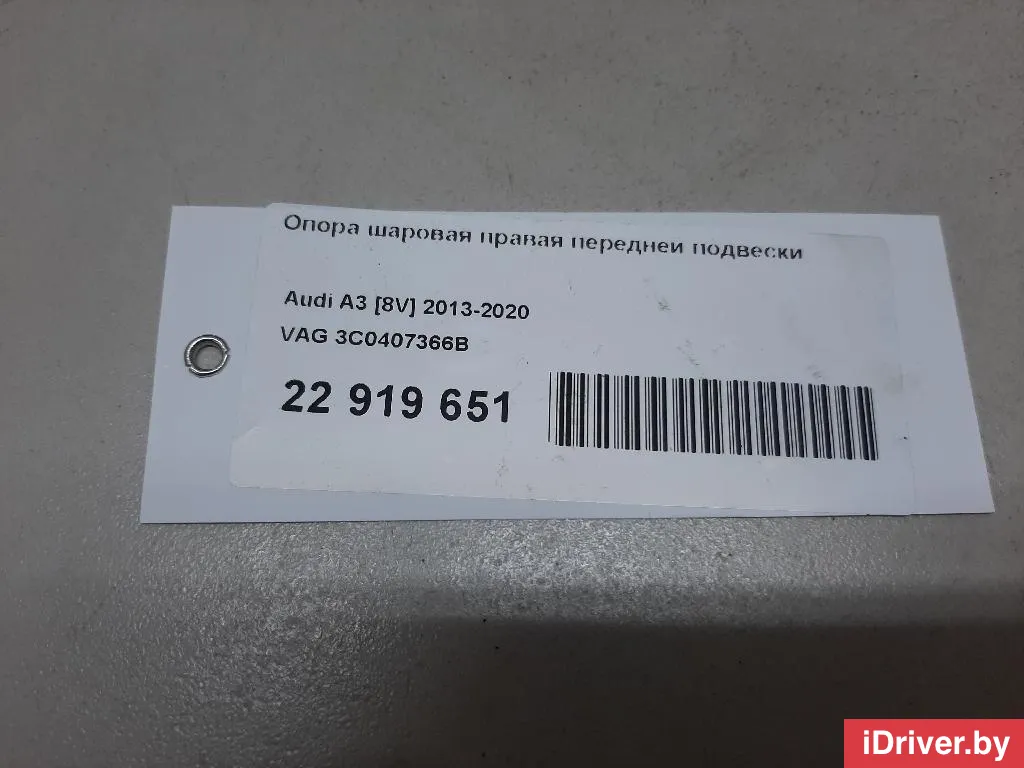 Опора шаровая правая передней подвески
Audi A3 [8V] 2013-2020
VAG 3C0407366B
22 919 651
iDriver.by